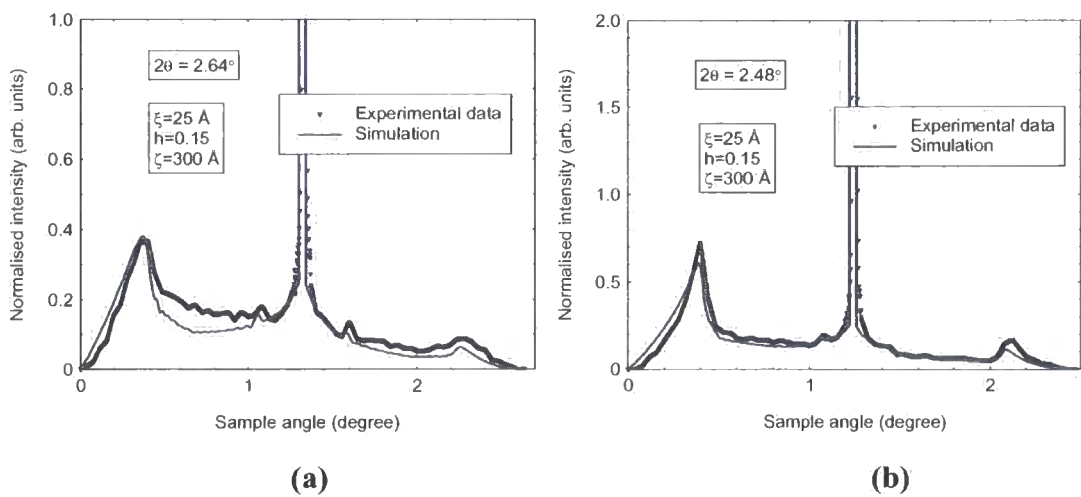 1.0
0.8
0.6
0.4
0.2
0
0
1
2
Normalised intensity (arb. units)
Sample angle (degree)
2θ = 2.64°
ξ=25 Å
h=0.15
ζ=300 Å
Experimental data
Simulation
(a)
2.0
1.5
1.0
0.5
0
0
1
2
Normalised intensity (arb. units)
Sample angle (degree)
2θ = 2.48°
ξ=25 Å
h=0.15
ζ=300 Å
Experimental data
Simulation
(b)